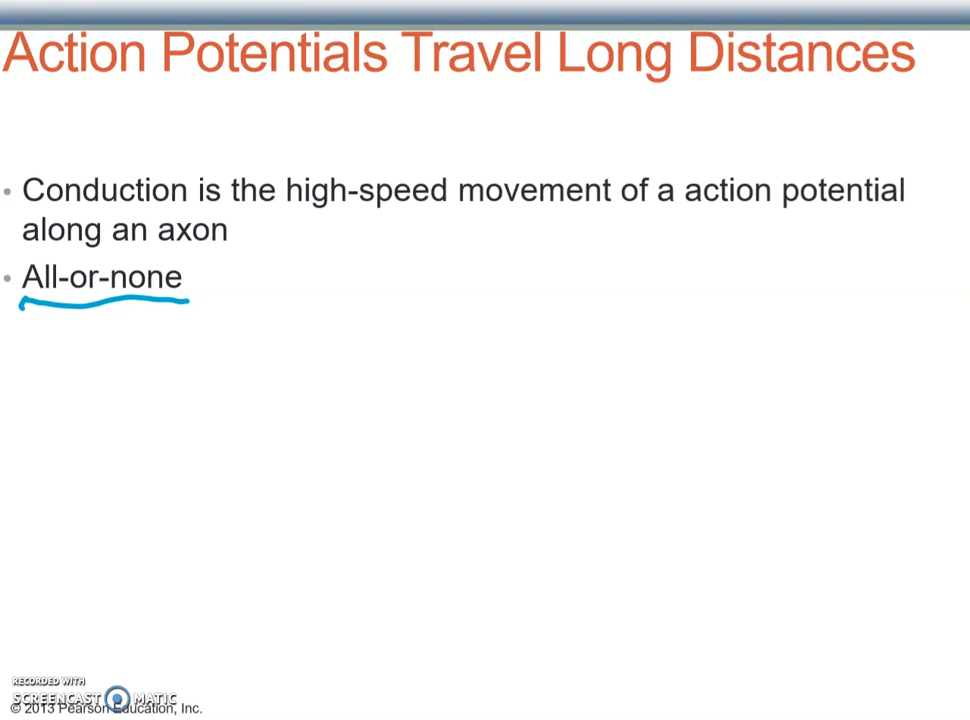 Action Potentials Travel Long Distances
• Conduction is the high-speed movement of a action potential
along an axon
• All-or-none
RECORDED WITH
SCREENCAST MATIC
© 2013 Pearson Education, Inc.